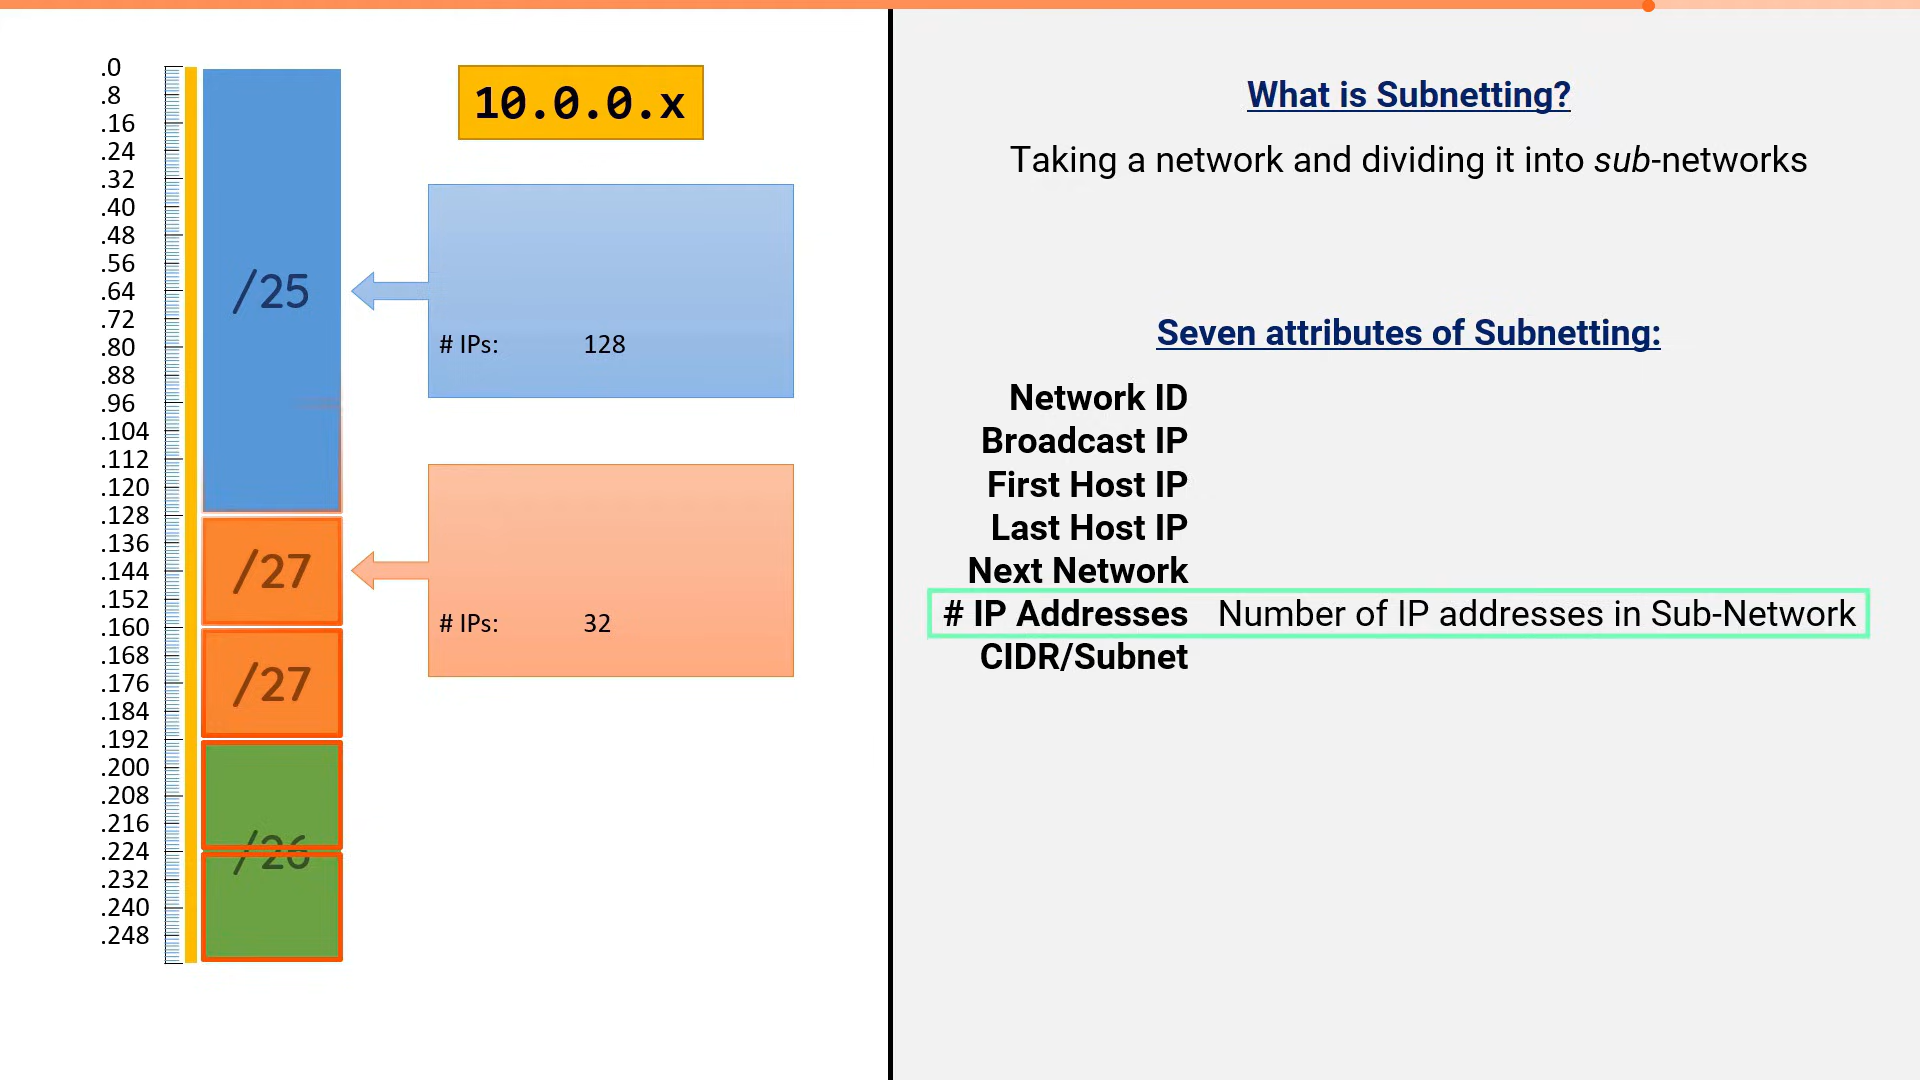 .0
.8
.16
.24
.32
.40
.48
.56
.64
.72
.80
.88
.96
.104
.112
.120
.128
.136
.144
.152
.160
.168
.176
.184
.192
.200
.208
.216
.224
.232
.240
.248
/25
/27
/27
/26
10.0.0.x
# IPs: 128
# IPs: 32
What is Subnetting?
Taking a network and dividing it into sub-networks
Seven attributes of Subnetting:
Network ID
Broadcast IP
First Host IP
Last Host IP
Next Network
# IP Addresses Number of IP addresses in Sub-Network
CIDR/Subnet